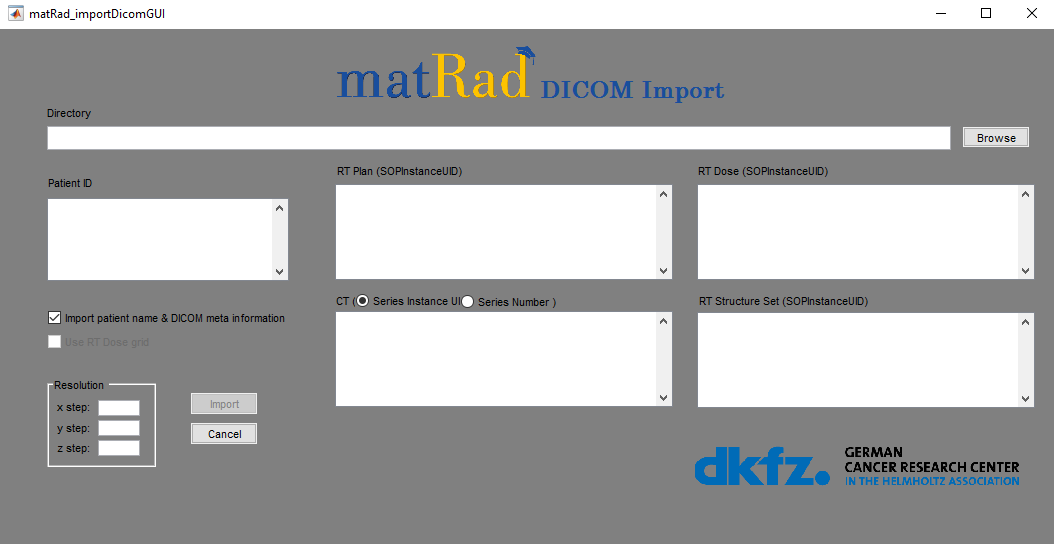 matRad_importDicomGUI
matRad DICOM Import
Directory
Browse
Patient ID
RT Plan (SOPInstanceUID)
RT Dose (SOPInstanceUID)
CT ( Series Instance UI Series Number )
RT Structure Set (SOPInstanceUID)
Import patient name & DICOM meta information
Use RT Dose grid
Resolution
x step:
y step:
z step:
Import
Cancel
dkfz.
GERMAN
CANCER RESEARCH CENTER
IN THE HELMHOLTZ ASSOCIATION